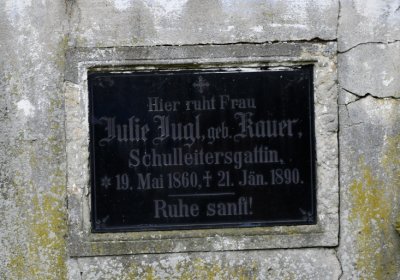 Hier ruht Frau
Julie Jugl, geb. Kauer,
Schulleitersgattin,
* 19. Mai 1860, † 21. Jän. 1890.
Ruhe sanft!